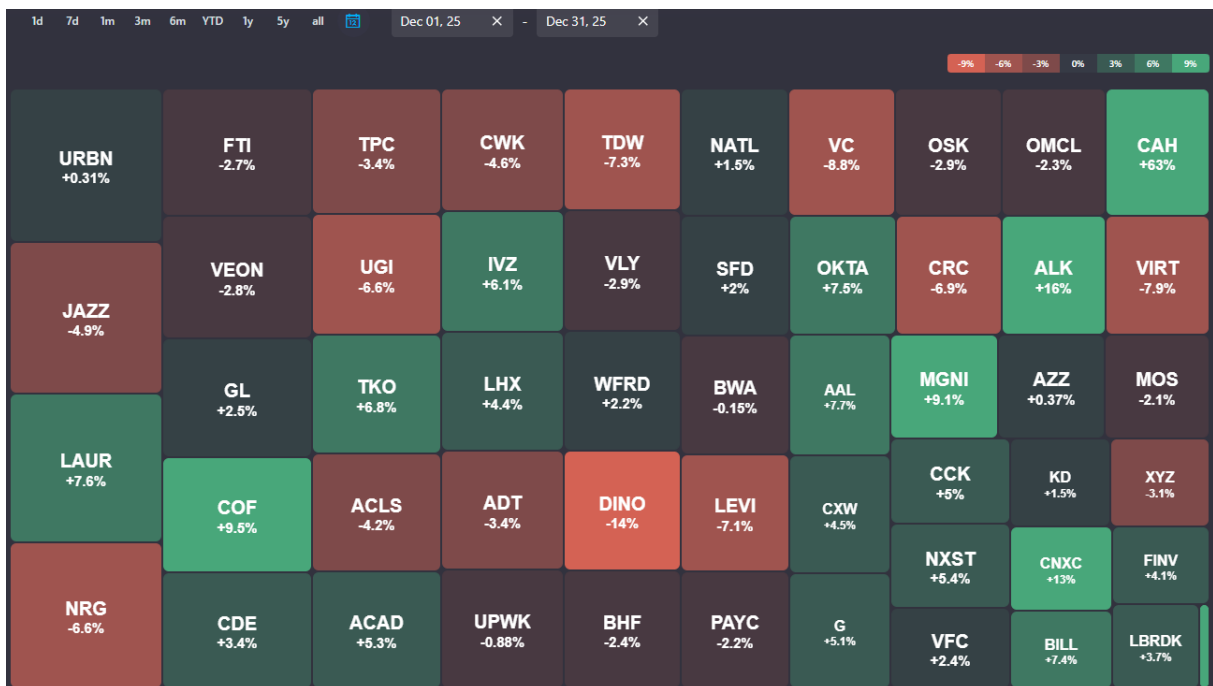 1d 7d 1m 3m 6m YTD 1y 5y all 12 Dec 01, 25 × - Dec 31, 25 ×
-9% -6% -3% 0% 3% 6% 9%
URBN
+0.31%
JAZZ
-4.9%
LAUR
+7.6%
NRG
-6.6%
FTI
-2.7%
VEON
-2.8%
GL
+2.5%
COF
+9.5%
CDE
+3.4%
TPC
-3.4%
UGI
-6.6%
TKO
+6.8%
ACLS
-4.2%
ACAD
+5.3%
CWK
-4.6%
IVZ
+6.1%
LHX
+4.4%
ADT
-3.4%
UPWK
-0.88%
TDW
-7.3%
VLY
-2.9%
WFRD
+2.2%
DINO
-14%
BHF
-2.4%
NATL
+1.5%
SFD
+2%
BWA
-0.15%
LEVI
-7.1%
PAYC
-2.2%
VC
-8.8%
OKTA
+7.5%
AAL
+7.7%
CXW
+4.5%
G
+5.1%
OSK
-2.9%
CRC
-6.9%
MGNI
+9.1%
CCK
+5%
NXST
+5.4%
VFC
+2.4%
OMCL
-2.3%
ALK
+16%
AZZ
+0.37%
KD
+1.5%
CNXC
+13%
BILL
+7.4%
CAH
+63%
VIRT
-7.9%
MOS
-2.1%
XYZ
-3.1%
FINV
+4.1%
LBRDK
+3.7%